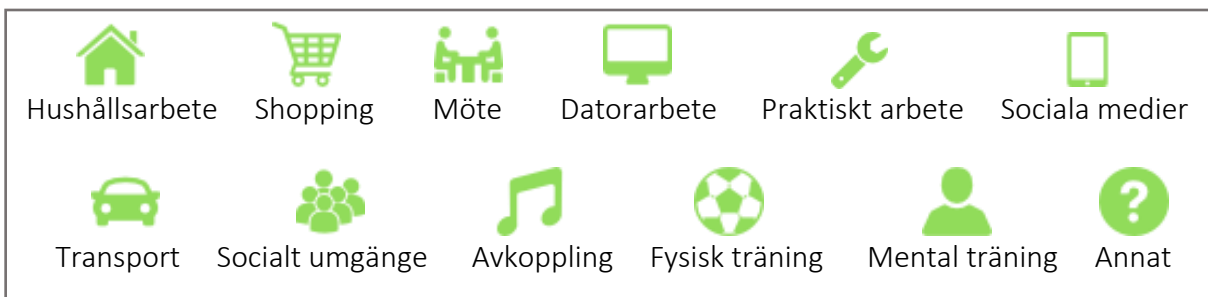 Hushållsarbete Shopping Möte Datorarbete Praktiskt arbete Sociala medier
Transport Socialt umgänge Avkoppling Fysisk träning Mental träning Annat